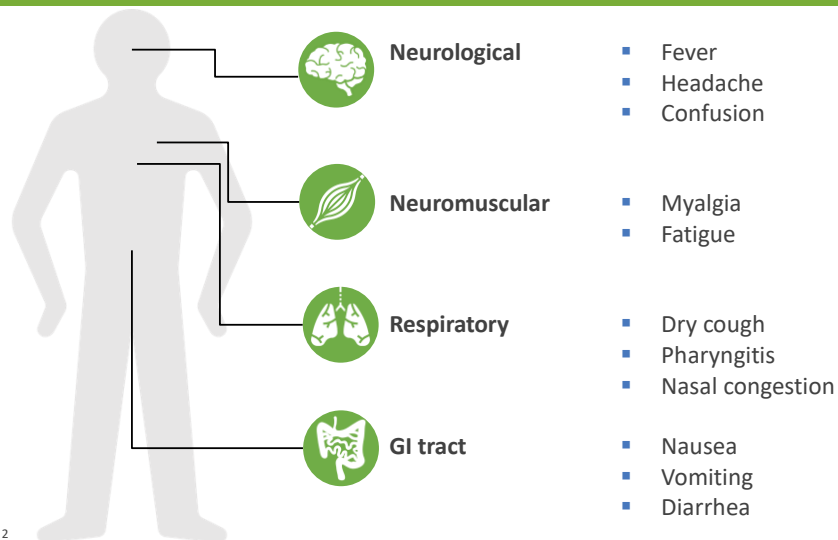 Neurological
▪ Fever
▪ Headache
▪ Confusion
Neuromuscular
▪ Myalgia
▪ Fatigue
Respiratory
▪ Dry cough
▪ Pharyngitis
▪ Nasal congestion
GI tract
▪ Nausea
▪ Vomiting
▪ Diarrhea
2